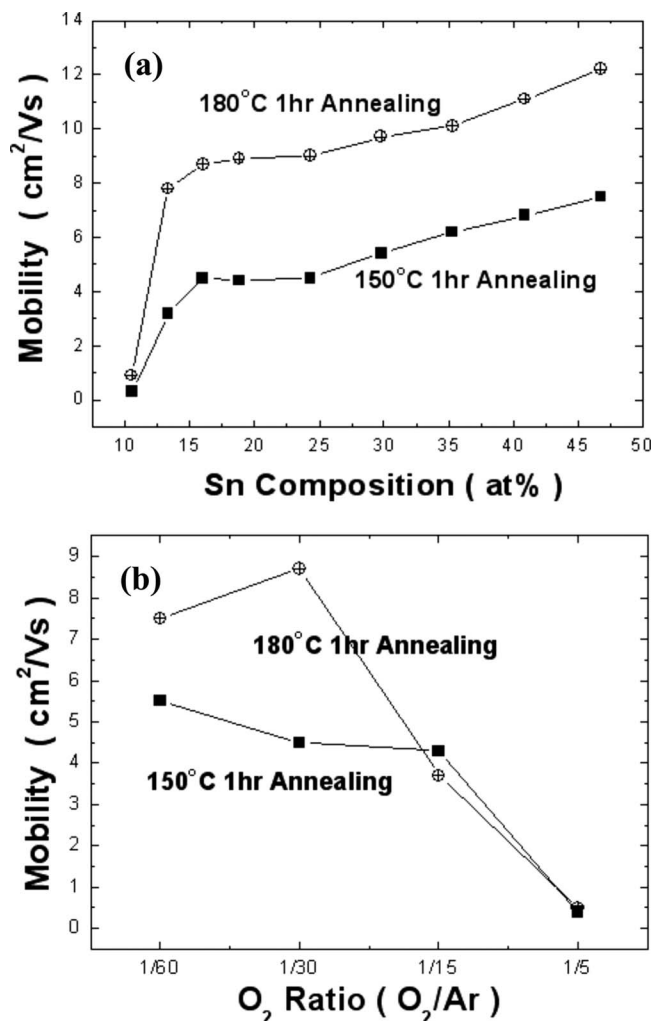 (a)
180°C 1hr Annealing
150°C 1hr Annealing
Mobility ( cm²/Vs)
12
10
8
6
4
2
0
10 15 20 25 30 35 40 45 50
Sn Composition ( at% )
(b)
180°C 1hr Annealing
150°C 1hr Annealing
Mobility ( cm²/Vs)
9
8
7
6
5
4
3
2
1
0
1/60 1/30 1/15 1/5
O₂ Ratio ( O₂/Ar )
14